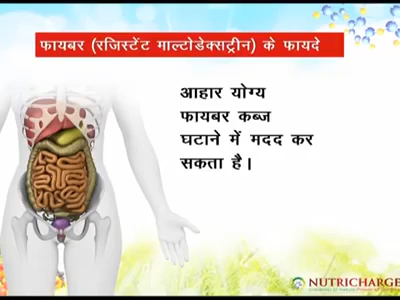 फायबर (रजिस्टेंट माल्टोडेक्सट्रीन) के फायदे
आहार योग्य
फायबर कब्ज
घटाने में मदद कर
सकता है।
NUTRICHARGE